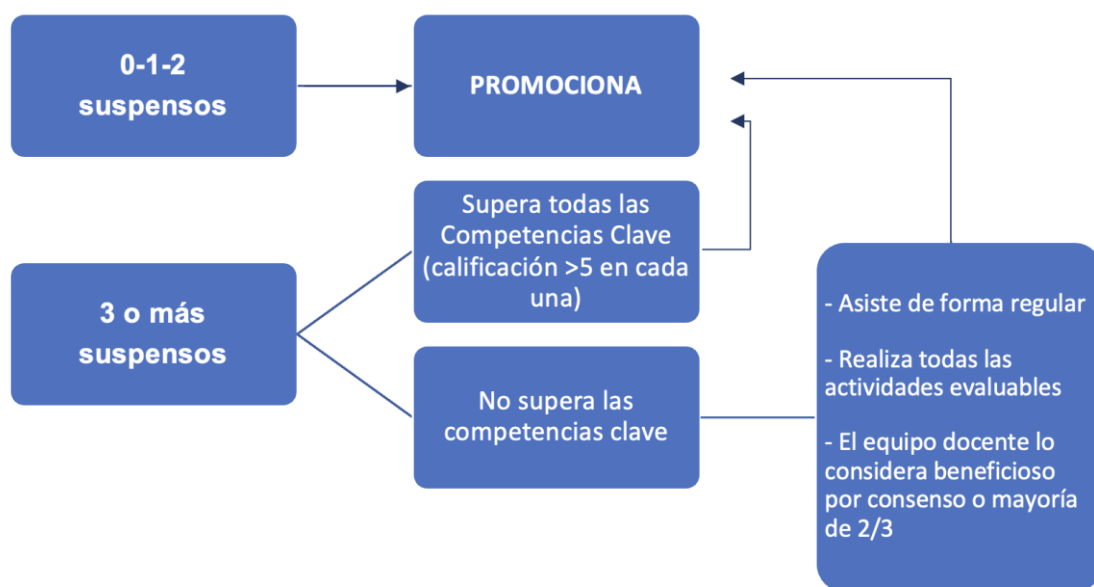 0-1-2
suspensos
PROMOCIONA
Supera todas las
Competencias Clave
(calificación >5 en cada
una)
3 o más
suspensos
No supera las
competencias clave
- Asiste de forma regular
- Realiza todas las
actividades evaluables
- El equipo docente lo
considera beneficioso
por consenso o mayoría
de 2/3